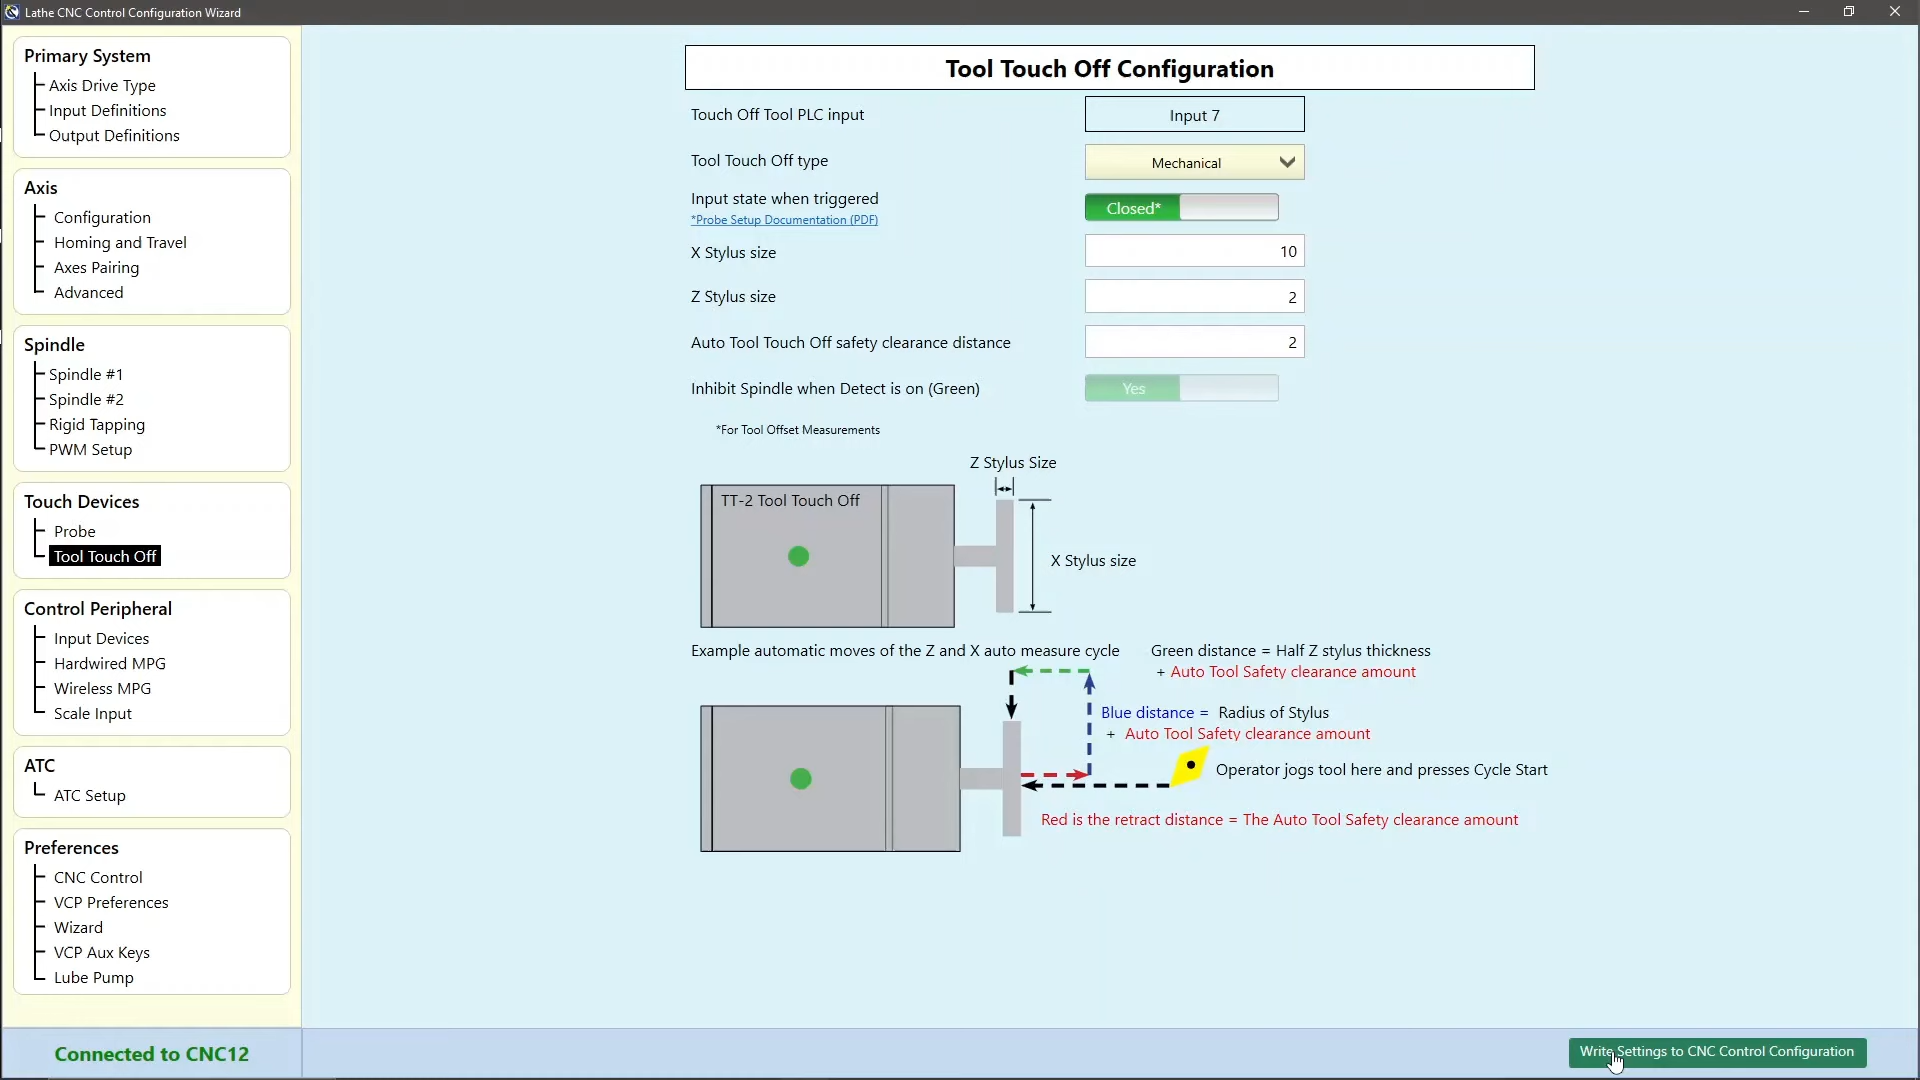 Lathe CNC Control Configuration Wizard
Primary System
Axis Drive Type
Input Definitions
Output Definitions
Axis
Configuration
Homing and Travel
Axes Pairing
Advanced
Spindle
Spindle #1
Spindle #2
Rigid Tapping
PWM Setup
Touch Devices
Probe
Tool Touch Off
Control Peripheral
Input Devices
Hardwired MPG
Wireless MPG
Scale Input
ATC
ATC Setup
Preferences
CNC Control
VCP Preferences
Wizard
VCP Aux Keys
Lube Pump
Connected to CNC12
Tool Touch Off Configuration
Touch Off Tool PLC input
Input 7
Tool Touch Off type
Mechanical
Input state when triggered
Closed*
*Probe Setup Documentation (PDF)
X Stylus size
10
Z Stylus size
2
Auto Tool Touch Off safety clearance distance
2
Inhibit Spindle when Detect is on (Green)
Yes
*For Tool Offset Measurements
Z Stylus Size
TT-2 Tool Touch Off
X Stylus size
Example automatic moves of the Z and X auto measure cycle
Green distance = Half Z stylus thickness
+ Auto Tool Safety clearance amount
Blue distance = Radius of Stylus
+ Auto Tool Safety clearance amount
Operator jogs tool here and presses Cycle Start
Red is the retract distance = The Auto Tool Safety clearance amount
Write Settings to CNC Control Configuration